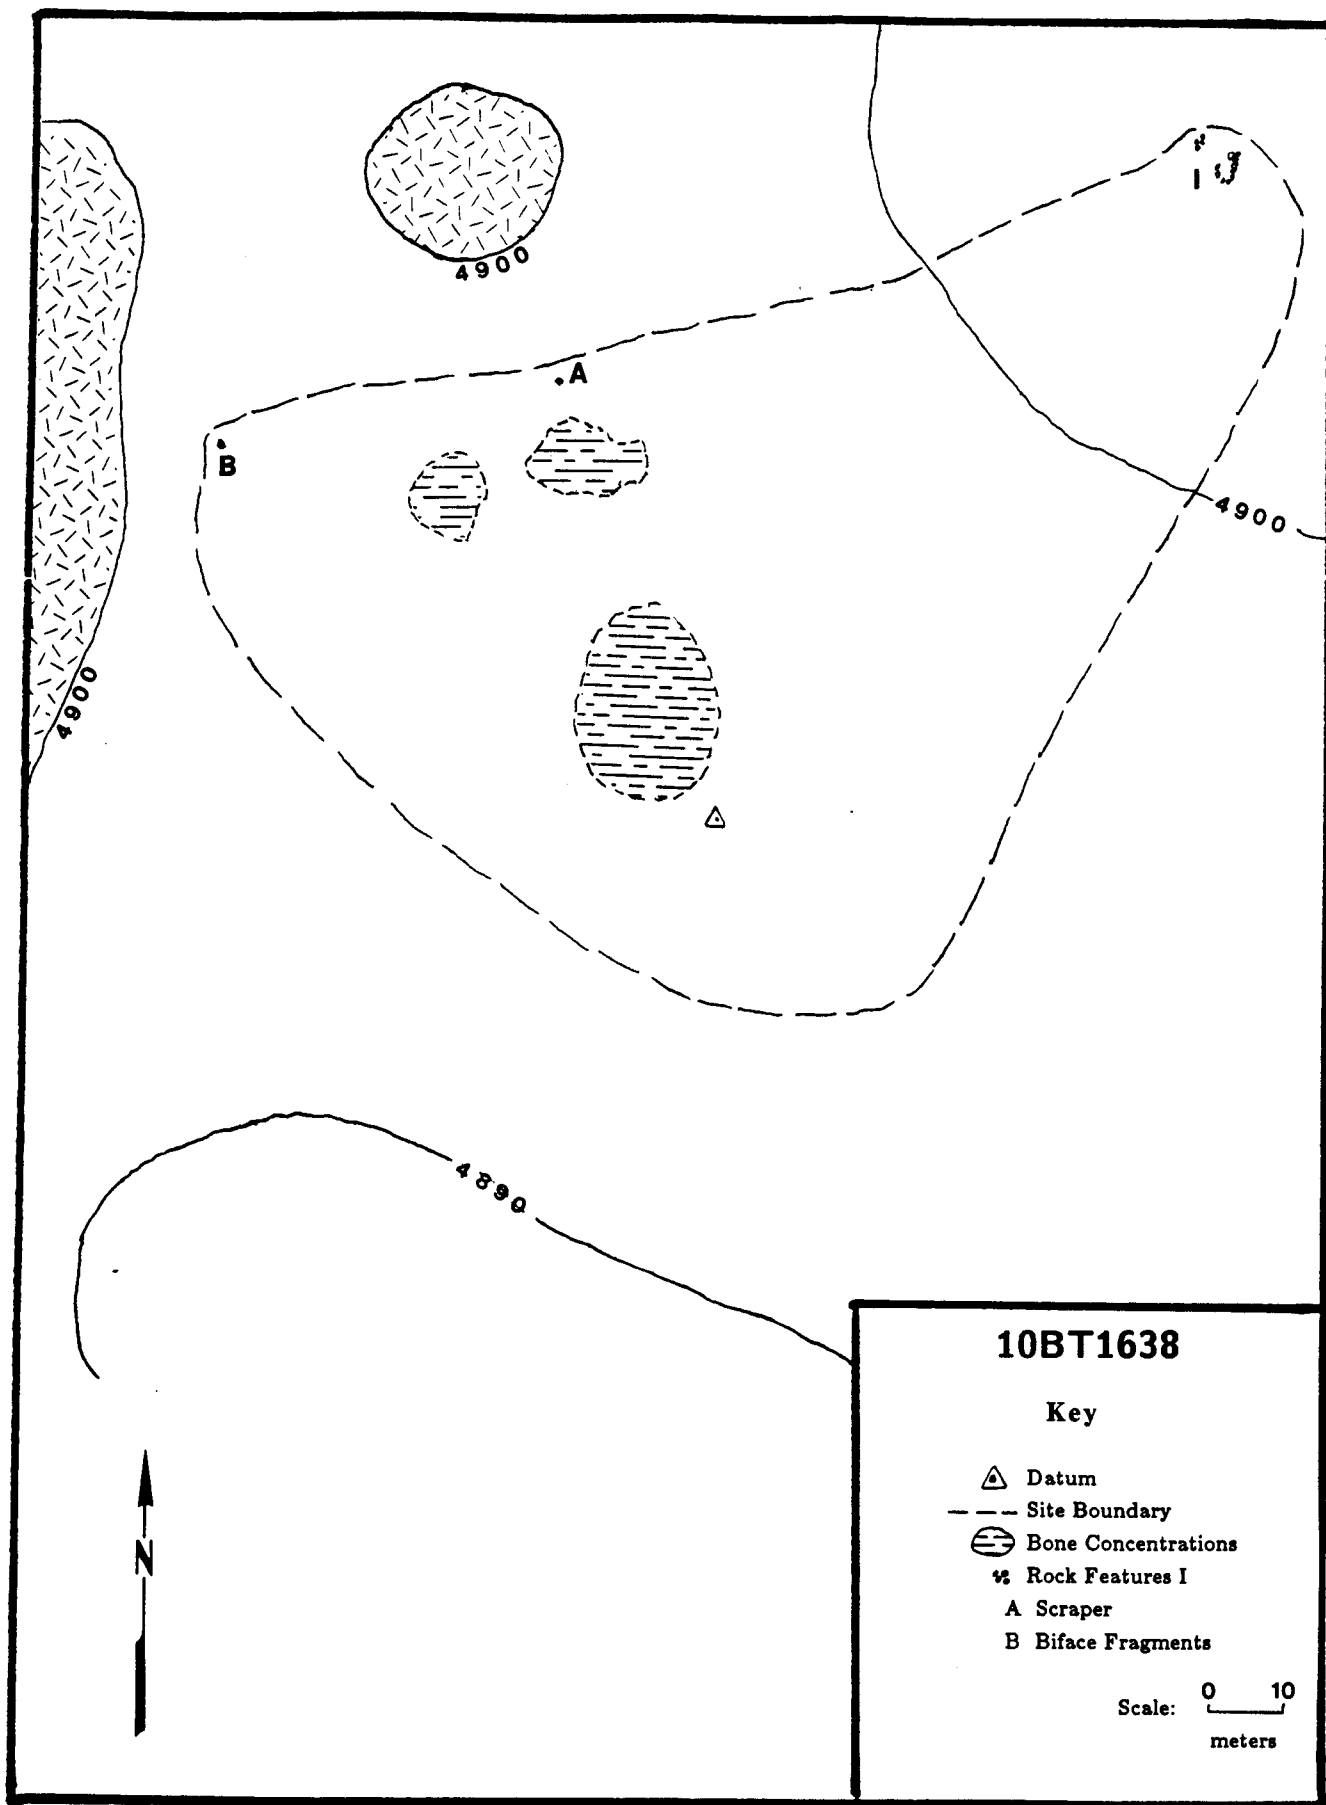 I
4900
A
B
4900
4900
4890
N
10BT1638
Key
Datum
Site Boundary
Bone Concentrations
Rock Features I
A Scraper
B Biface Fragments
0 10
Scale:
meters